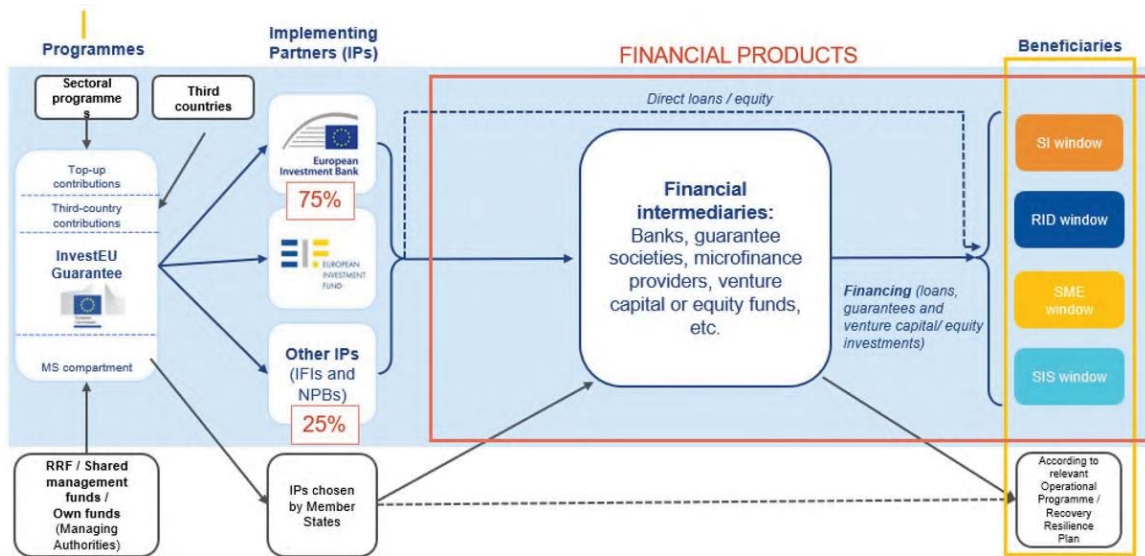 Programmes
Implementing
Partners (IPs)
FINANCIAL PRODUCTS
Beneficiaries
Sectoral
programme
s
Third
countries
Top-up
contributions
Third-country
contributions
InvestEU
Guarantee
MS compartment
European
Investment Bank
75%
EIF
EUROPEAN
INVESTMENT
FUND
Other IPs
(IFIs and
NPBs)
25%
Direct loans / equity
Financial
intermediaries:
Banks, guarantee
societies, microfinance
providers, venture
capital or equity funds,
etc.
Financing (loans,
guarantees and
venture capital/ equity
investments)
SI window
RID window
SME
window
SIS window
RRF / Shared
management
funds /
Own funds
(Managing
Authorities)
IPs chosen
by Member
States
According to
relevant
Operational
Programme /
Recovery
Resilience
Plan